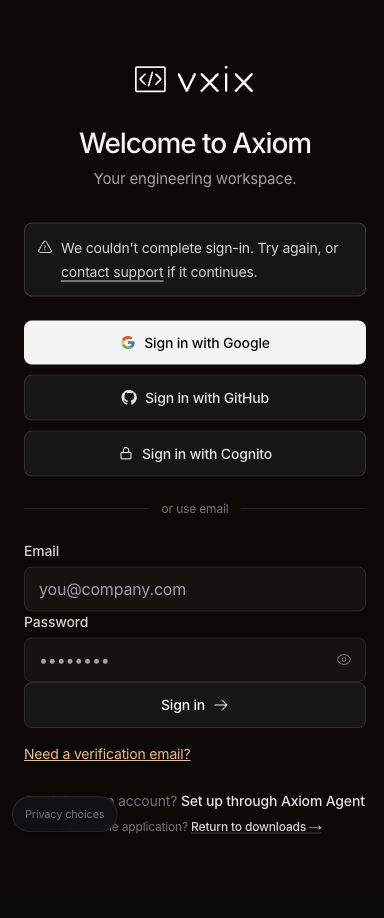 </> vxix
Welcome to Axiom
Your engineering workspace.
We couldn't complete sign-in. Try again, or
contact support if it continues.
Sign in with Google
Sign in with GitHub
Sign in with Cognito
or use email
Email
you@company.com
Password
Sign in →
Need a verification email?
account? Set up through Axiom Agent
Privacy choices
application? Return to downloads →